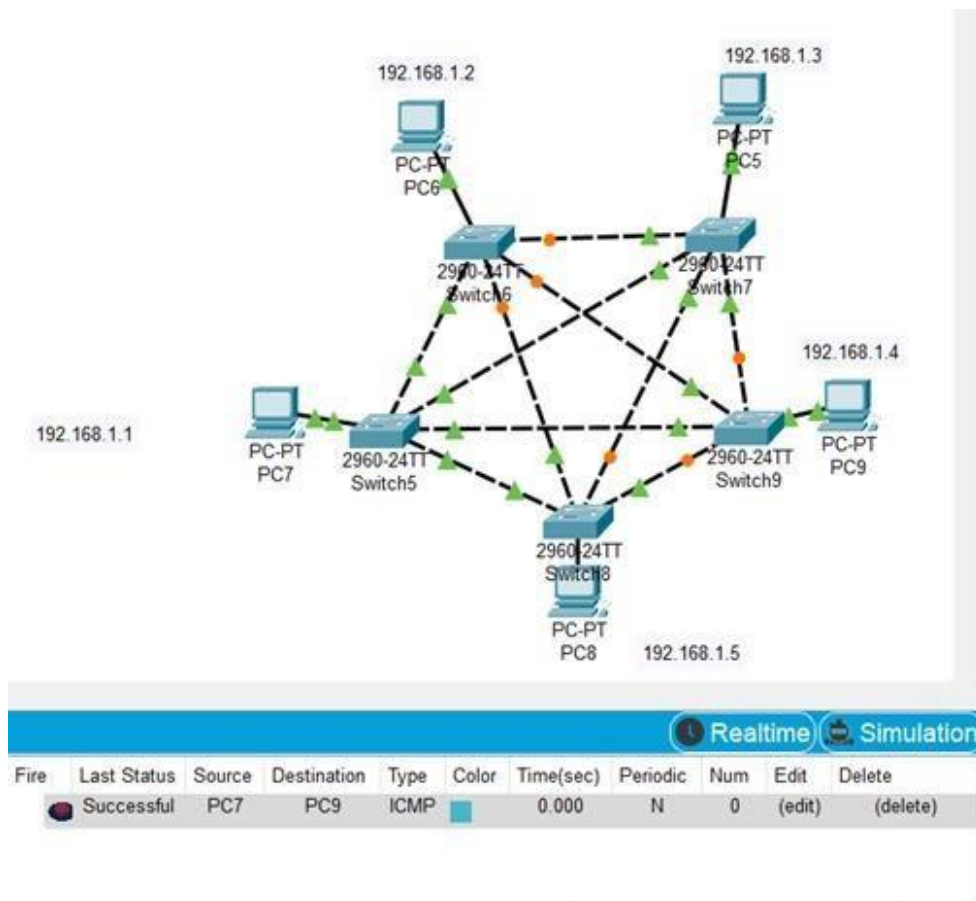 192.168.1.2
192.168.1.3
PC-PT
PC6
PC-PT
PC5
2960-24TT
Switch6
2960-24TT
Switch7
192.168.1.4
192.168.1.1
PC-PT
PC7
2960-24TT
Switch5
2960-24TT
Switch9
PC-PT
PC9
2960-24TT
Switch8
PC-PT
PC8
192.168.1.5
Realtime Simulation
Fire Last Status Source Destination Type Color Time(sec) Periodic Num Edit Delete
Successful PC7 PC9 ICMP 0.000 N 0 (edit) (delete)